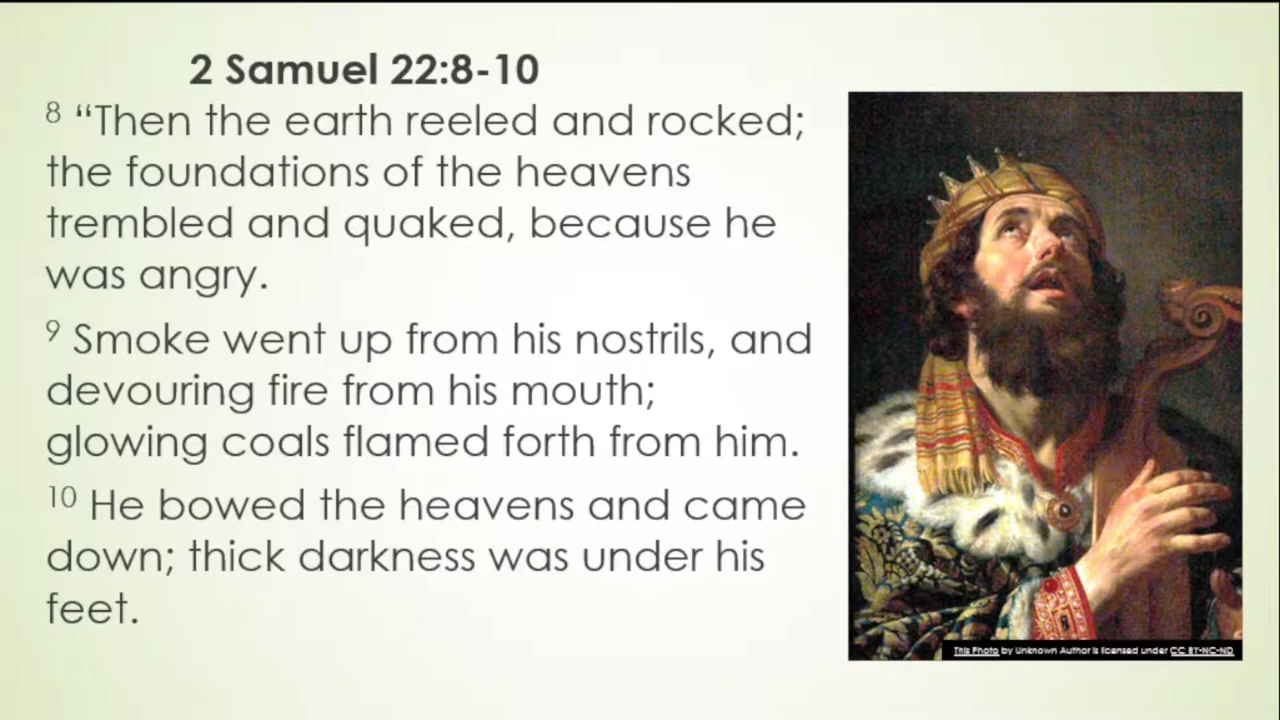 2 Samuel 22:8-10
8 “Then the earth reeled and rocked;
the foundations of the heavens
trembled and quaked, because he
was angry.
9 Smoke went up from his nostrils, and
devouring fire from his mouth;
glowing coals flamed forth from him.
10 He bowed the heavens and came
down; thick darkness was under his
feet.
This Photo by Unknown Author is licensed under CC BY-NC-ND